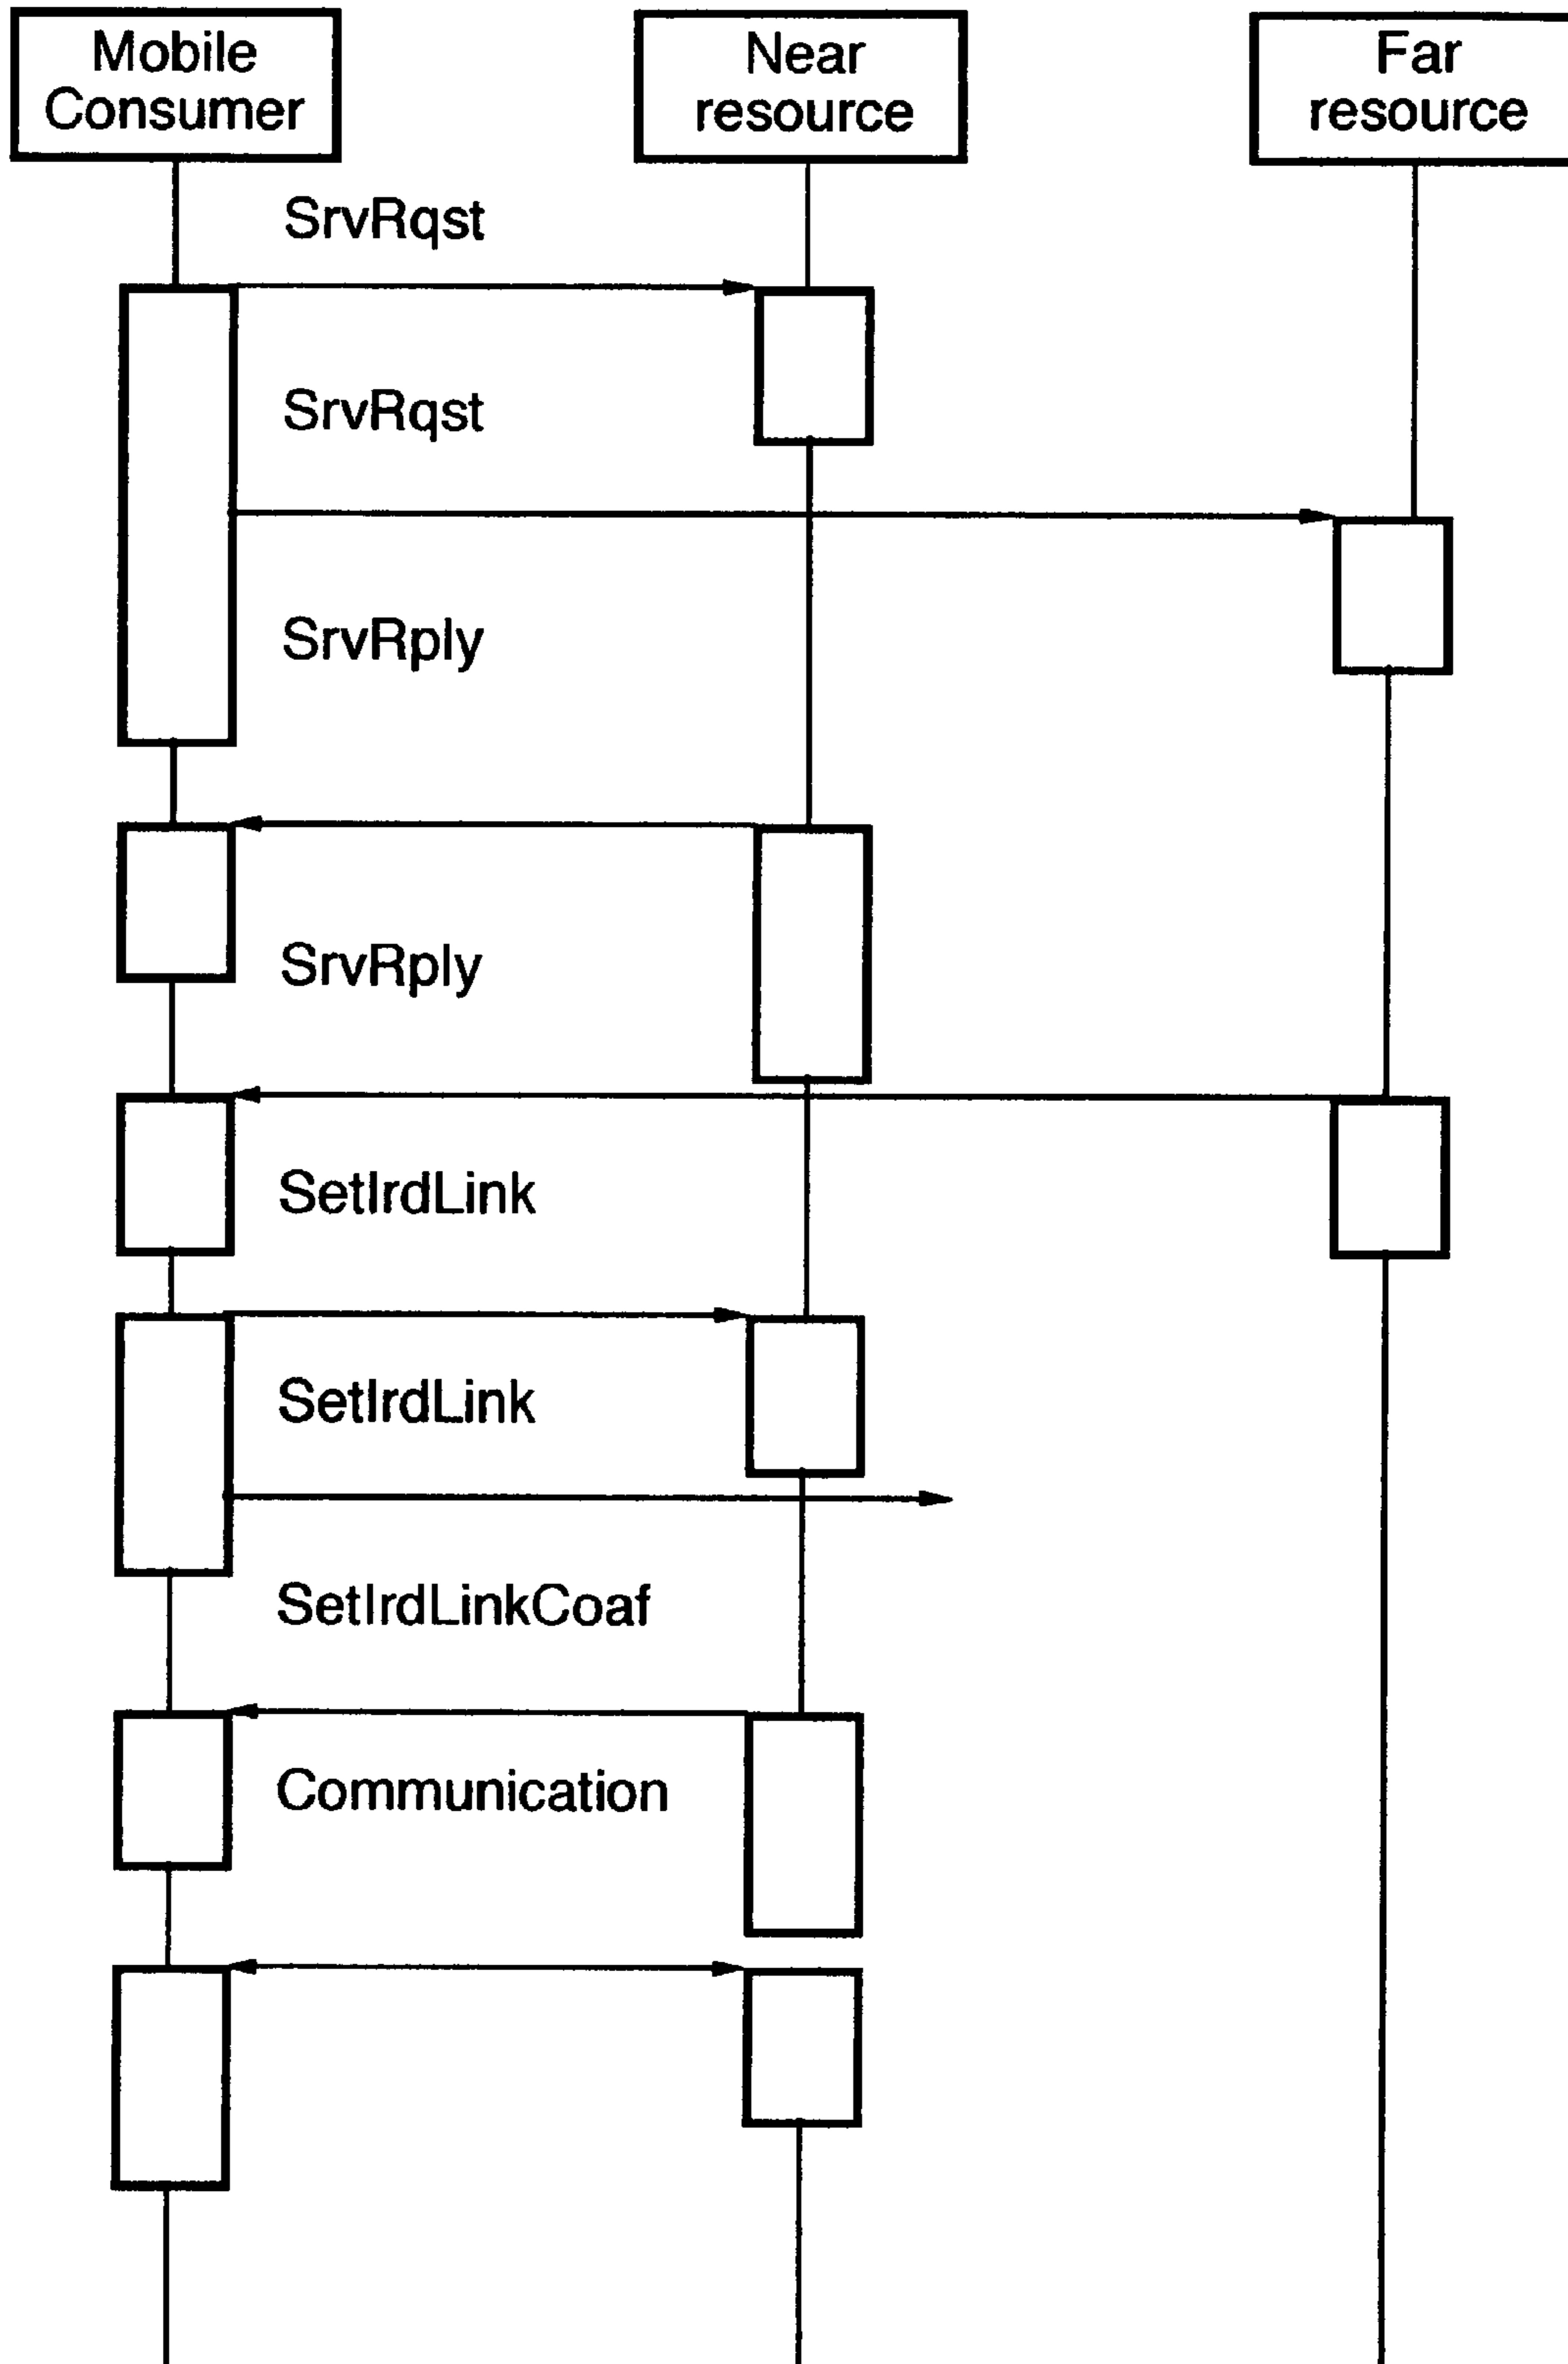 Mobile
Consumer
Near
resource
Far
resource
SrvRqst
SrvRqst
SrvRply
SrvRply
SetIrdLink
SetIrdLink
SetIrdLinkCoaf
Communication